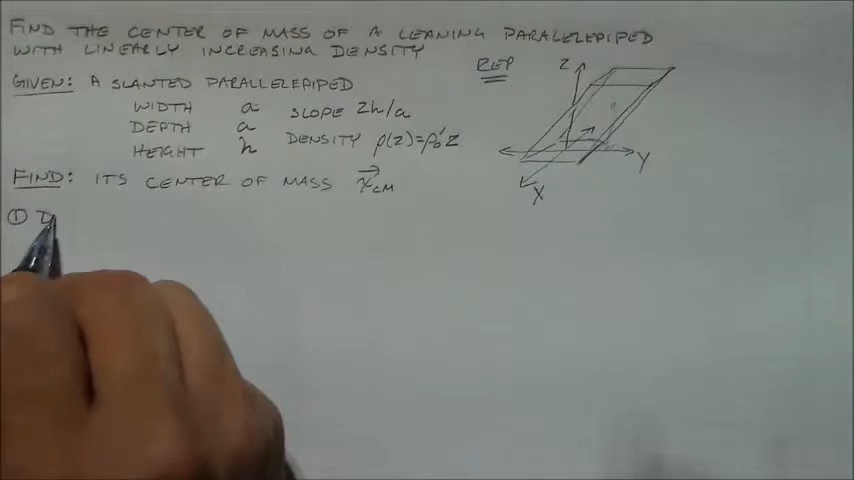 FIND THE CENTER OF MASS OF A LEANING PARALELEPIPED
WITH LINEARLY INCREASING DENSITY
GIVEN: A SLANTED PARALLELEPIPED
WIDTH a SLOPE 2h/a
DEPTH a DENSITY ρ(z)=ρ₀'z
HEIGHT h
FIND: ITS CENTER OF MASS x⃗CM
REP
Z
Y
X
①